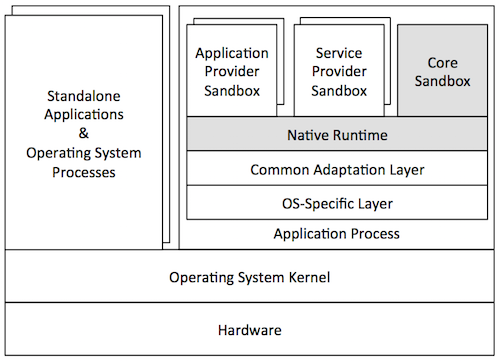 Standalone
Applications
&
Operating System
Processes
Application
Provider
Sandbox
Service
Provider
Sandbox
Core
Sandbox
Native Runtime
Common Adaptation Layer
OS-Specific Layer
Application Process
Operating System Kernel
Hardware